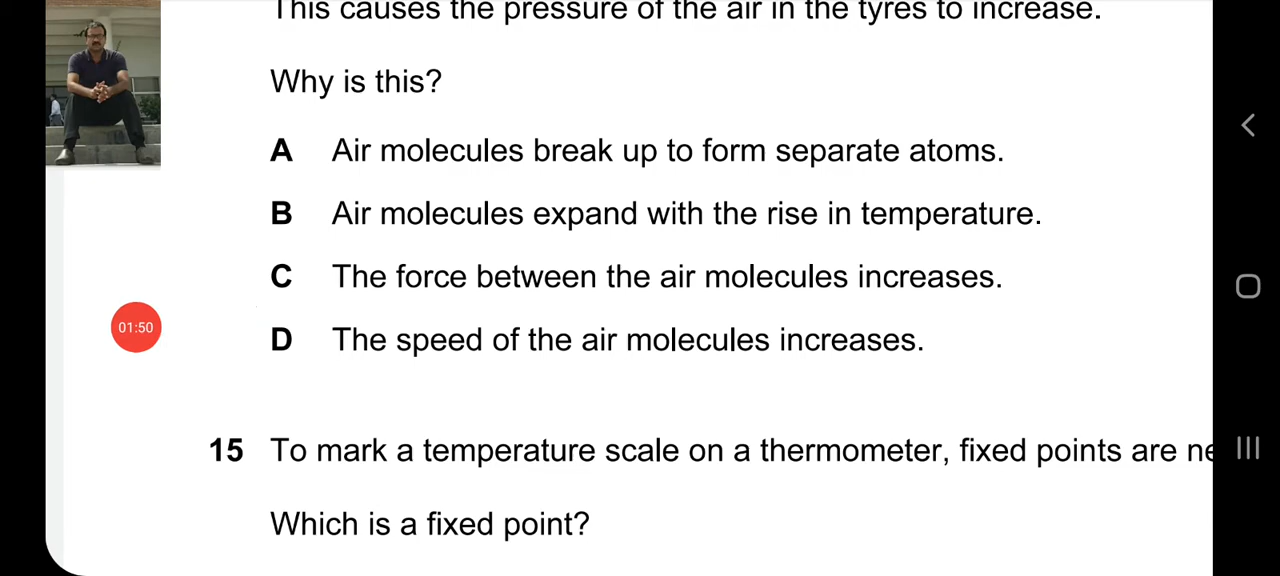 This causes the pressure of the air in the tyres to increase.
Why is this?
A Air molecules break up to form separate atoms.
B Air molecules expand with the rise in temperature.
C The force between the air molecules increases.
01:50
D The speed of the air molecules increases.
15 To mark a temperature scale on a thermometer, fixed points are
Which is a fixed point?